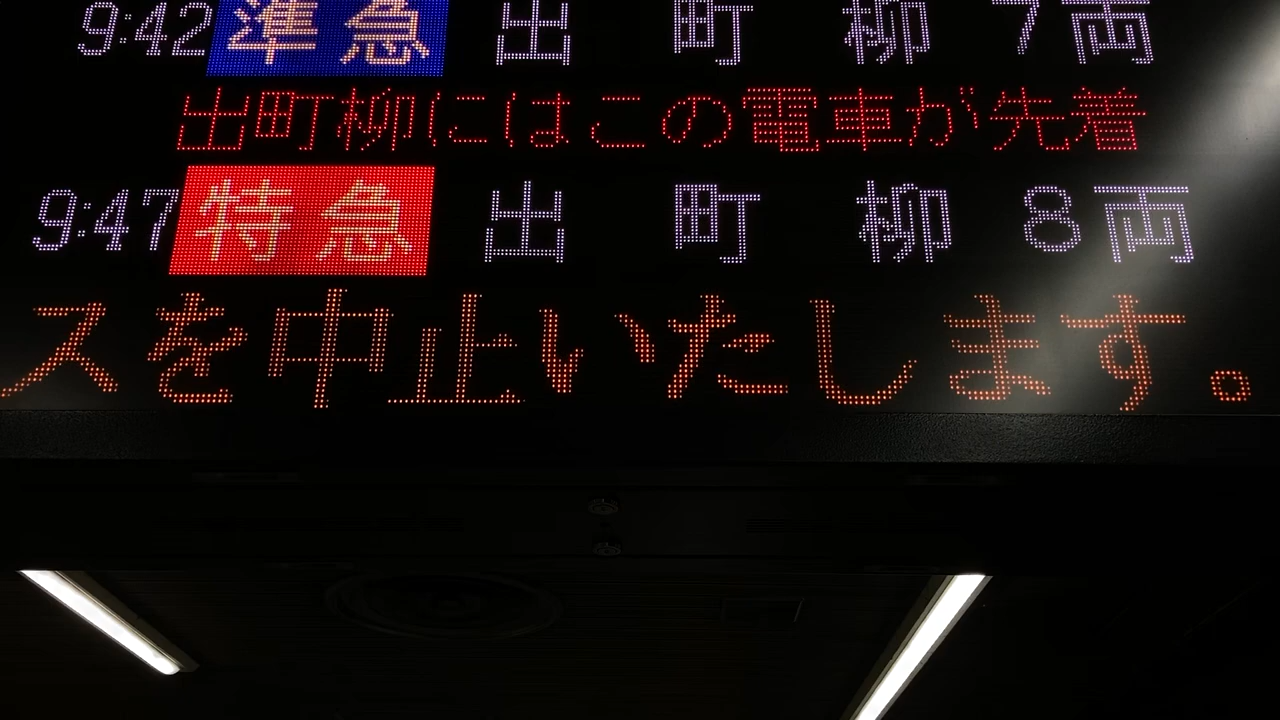 9:42 準急 出町柳 7両
出町柳にはこの電車が先着
9:47 特急 出町柳 8両
スを中止いたします。